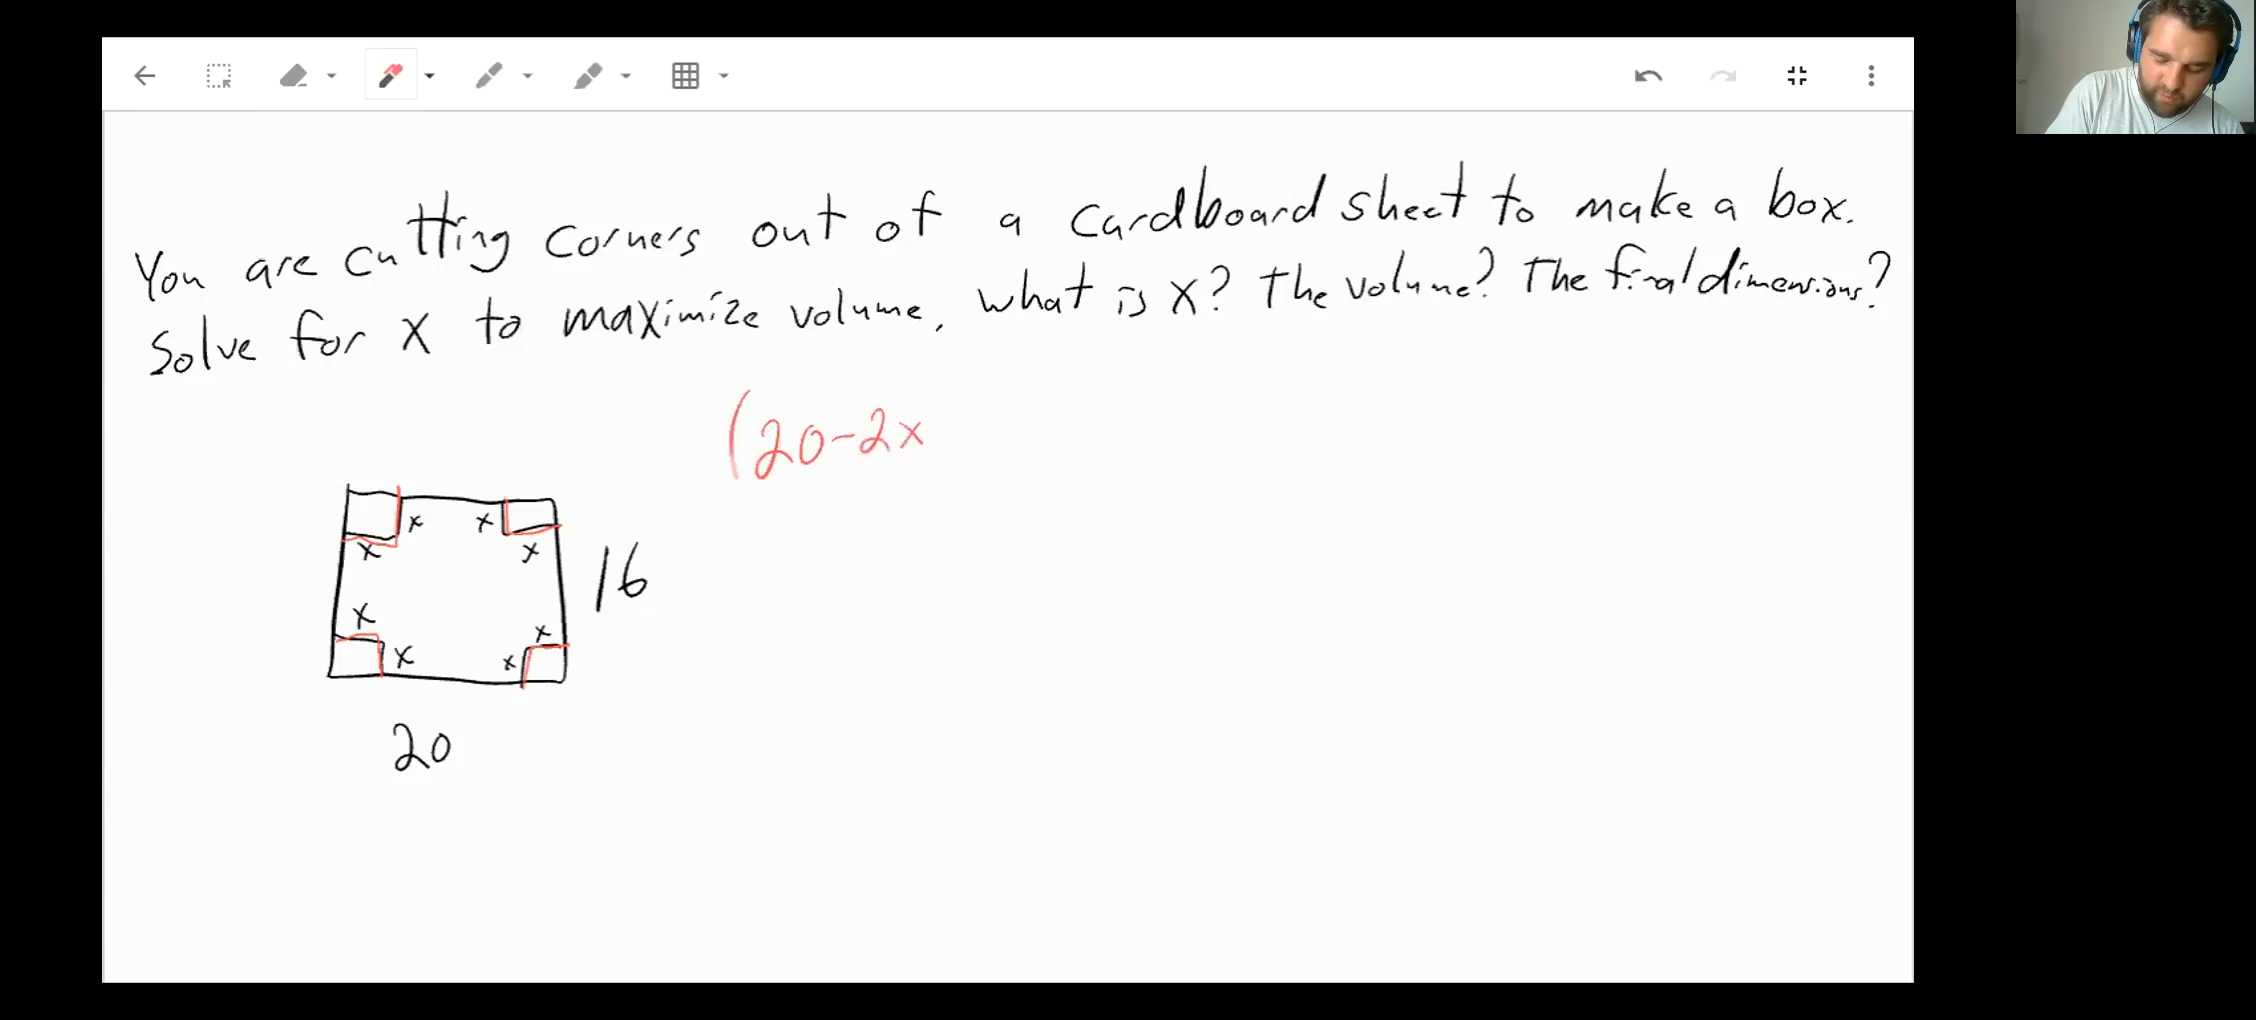 You are cutting corners out of a cardboard sheet to make a box.
Solve for x to maximize volume, what is x? The volume? The final dimensions?
(20-2x
x x
x x
16
x x
x x
20